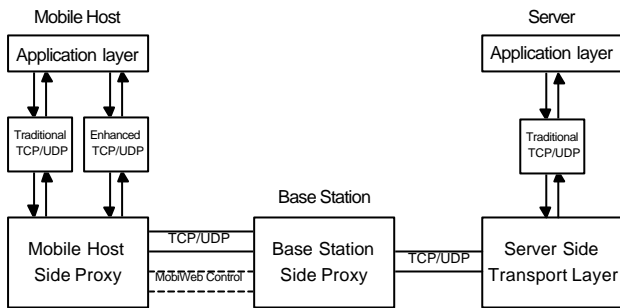 Mobile Host
Server
Application layer
Application layer
Traditional
TCP/UDP
Enhanced
TCP/UDP
Traditional
TCP/UDP
Base Station
Mobile Host
Side Proxy
TCP/UDP
MobiWeb Control
Base Station
Side Proxy
TCP/UDP
Server Side
Transport Layer